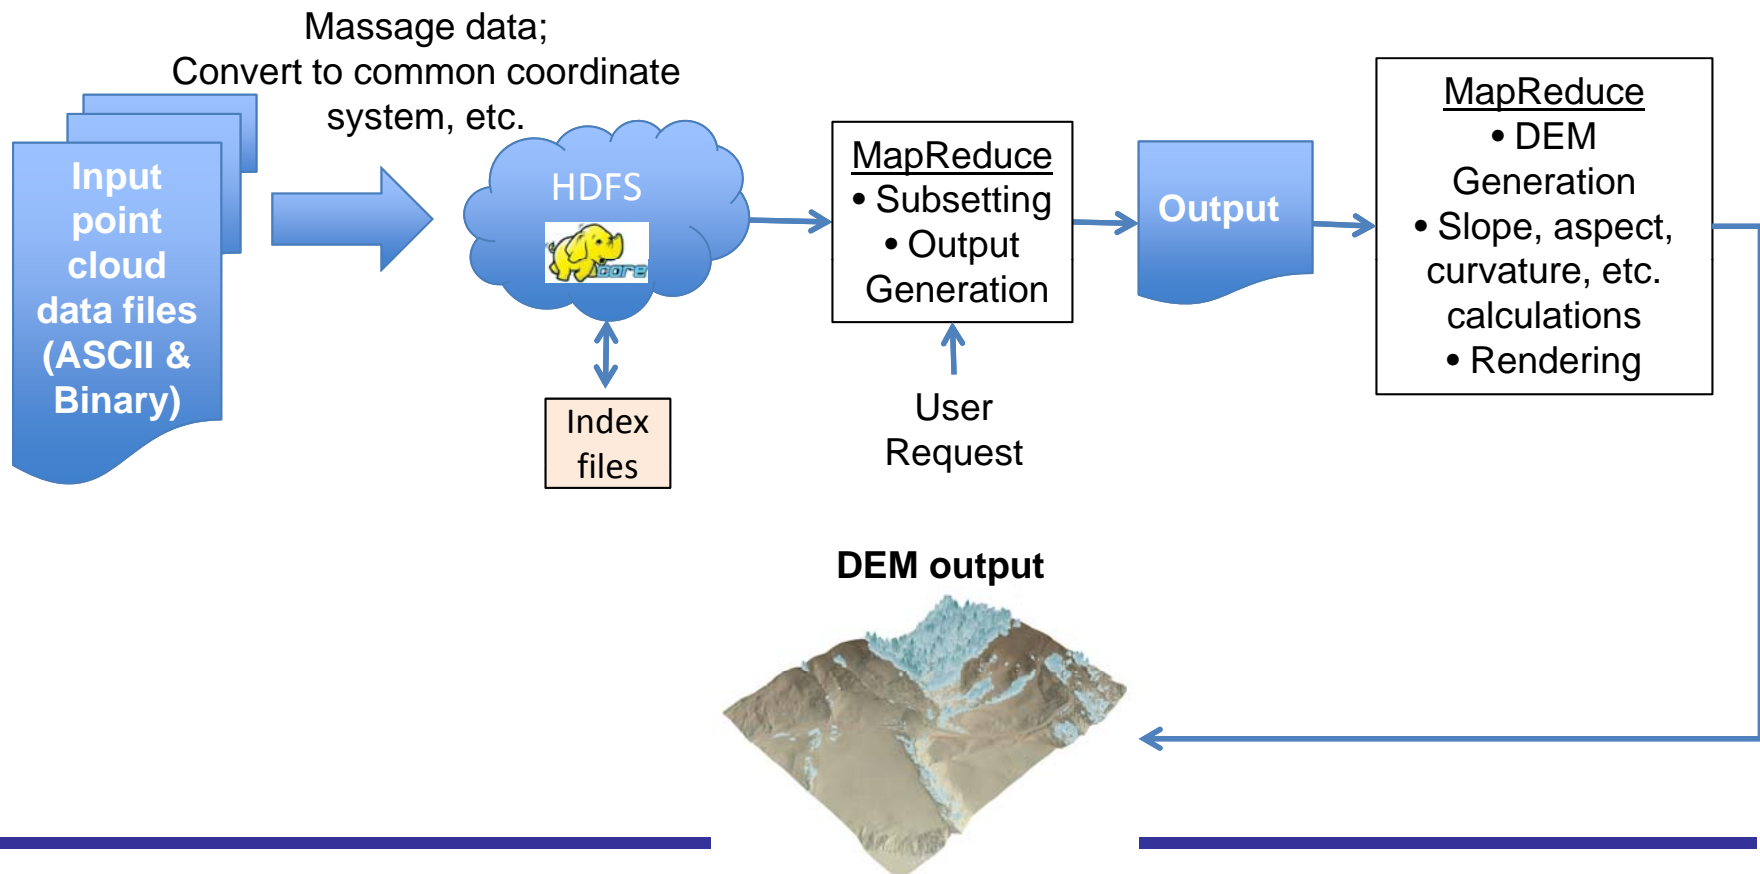 Massage data;
Convert to common coordinate
system, etc.
Input
point
cloud
data files
(ASCII &
Binary)
HDFS
core
Index
files
MapReduce
• Subsetting
• Output
Generation
User
Request
Output
MapReduce
• DEM
Generation
• Slope, aspect,
curvature, etc.
calculations
• Rendering
DEM output